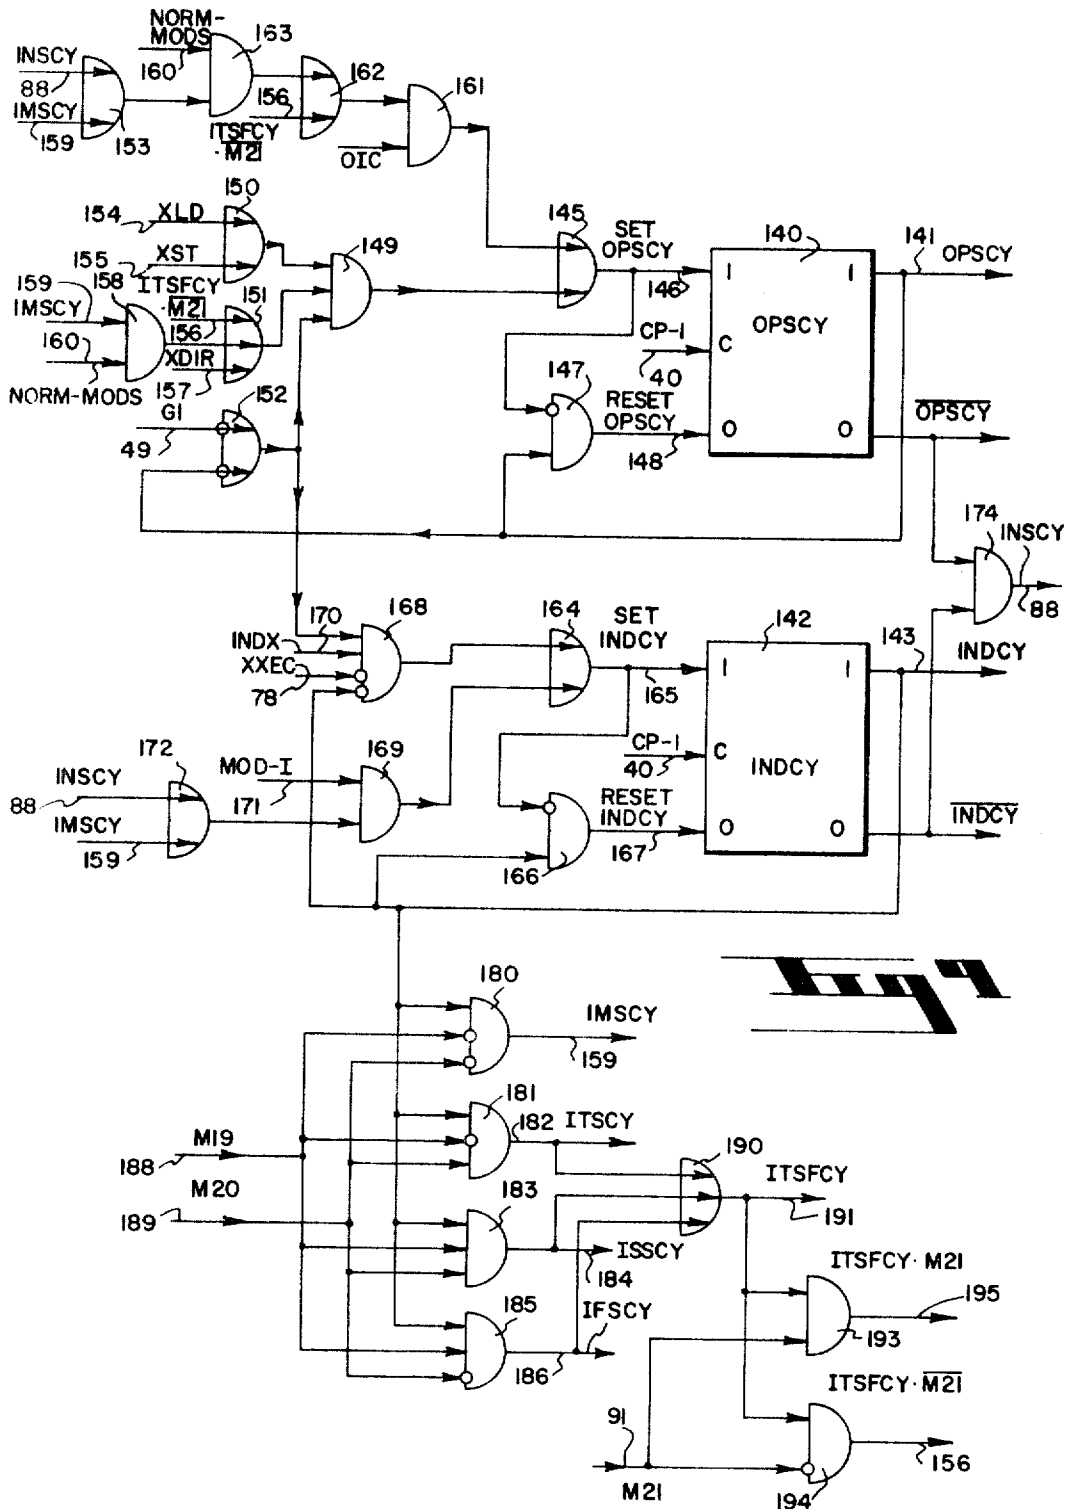 NORM-
MODS
163
INSCY
88
160
162
161
IMSCY
156
159
153
ITSFCY
·M21
OIC
150
154
XLD
149
145
SET
OPSCY
140
141
OPSCY
155
XST
159
158
ITSFCY
IMSCY
·M21
151
1
1
146
OPSCY
156
CP-1
C
160
XDIR
40
147
NORM-MODS
157
152
RESET
OPSCY
G1
0
0
OPSCY
49
148
174
INSCY
88
170
168
164
SET
INDCY
142
143
INDCY
INDX
XXEC
78
1
1
165
172
MOD-I
169
CP-1
C
INDCY
INSCY
40
88
171
RESET
INDCY
IMSCY
0
0
INDCY
159
166
167
180
IMSCY
159
Fig 9
181
182
ITSCY
M19
188
190
ITSFCY
M20
183
189
191
ISSCY
184
ITSFCY·M21
185
IFSCY
195
193
186
ITSFCY·M21
91
156
M21
194